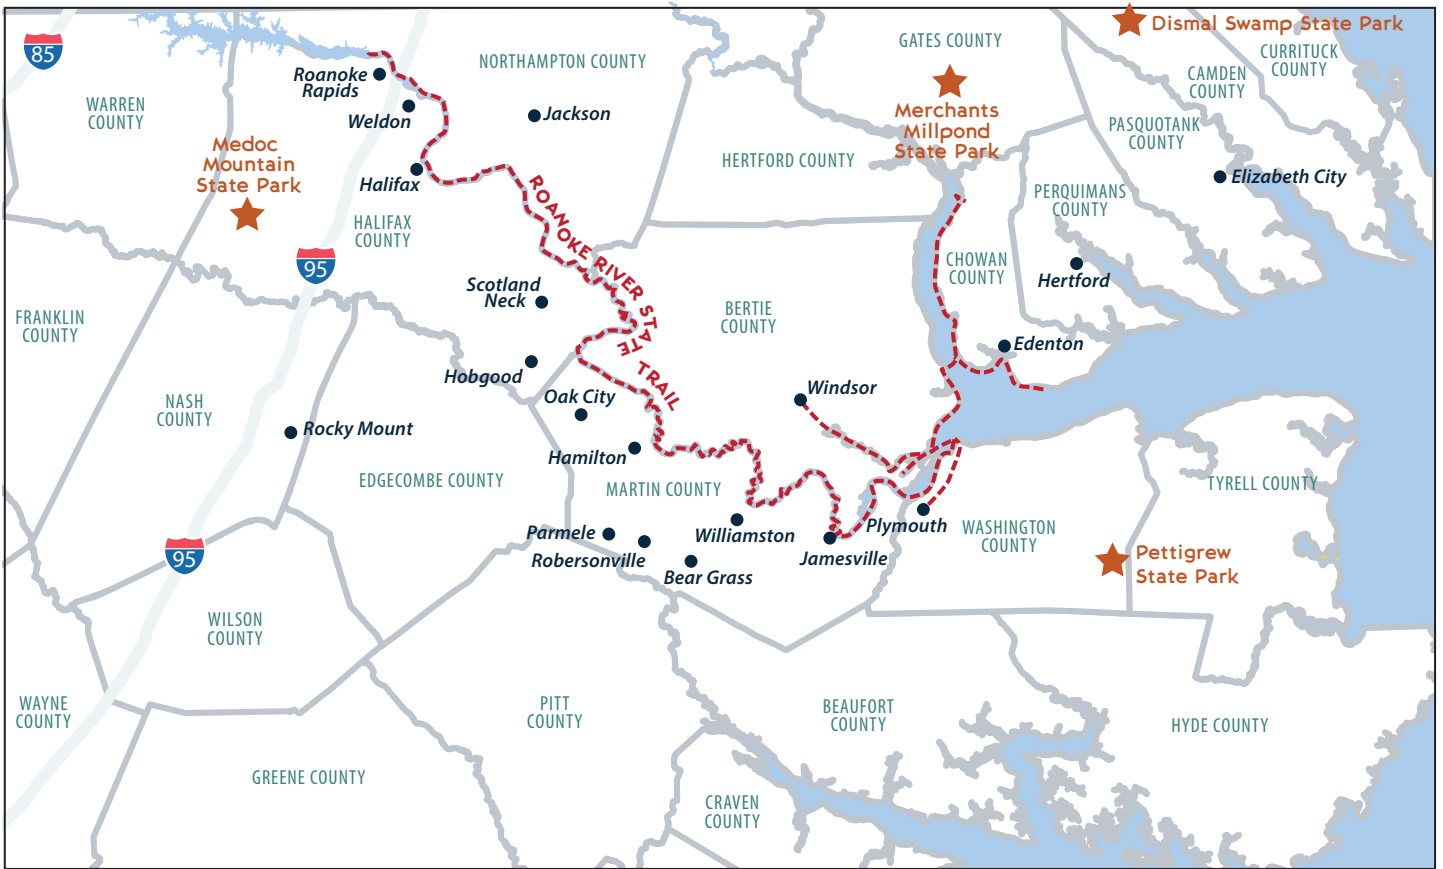 85
Dismal Swamp State Park
GATES COUNTY
CURRITUCK
COUNTY
NORTHAMPTON COUNTY
Roanoke
Rapids
CAMDEN
COUNTY
WARREN
COUNTY
Weldon
Jackson
Merchants
Millpond
State Park
PASQUOTANK
COUNTY
Medoc
Mountain
State Park
HERTFORD COUNTY
Halifax
Elizabeth City
PERQUIMANS
COUNTY
HALIFAX
COUNTY
ROANOKE RIVER STATE TRAIL
95
CHOWAN
COUNTY
Hertford
Scotland
Neck
FRANKLIN
COUNTY
BERTIE
COUNTY
Edenton
Hobgood
Windsor
Oak City
NASH
COUNTY
Rocky Mount
Hamilton
EDGECOMBE COUNTY
MARTIN COUNTY
TYRELL COUNTY
Parmele
Williamston
Plymouth
WASHINGTON
COUNTY
95
Robersonville
Jamesville
Bear Grass
Pettigrew
State Park
WILSON
COUNTY
WAYNE
COUNTY
PITT
COUNTY
BEAUFORT
COUNTY
HYDE COUNTY
GREENE COUNTY
CRAVEN
COUNTY